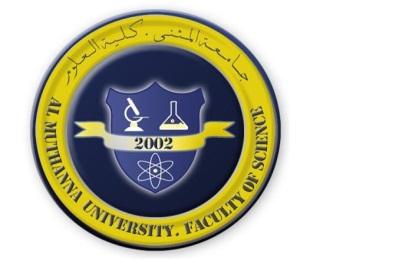 جامعة المثنى . كلية العلوم
2002
AL MUTHANNA UNIVERSITY. FACULTY OF SCIENCE